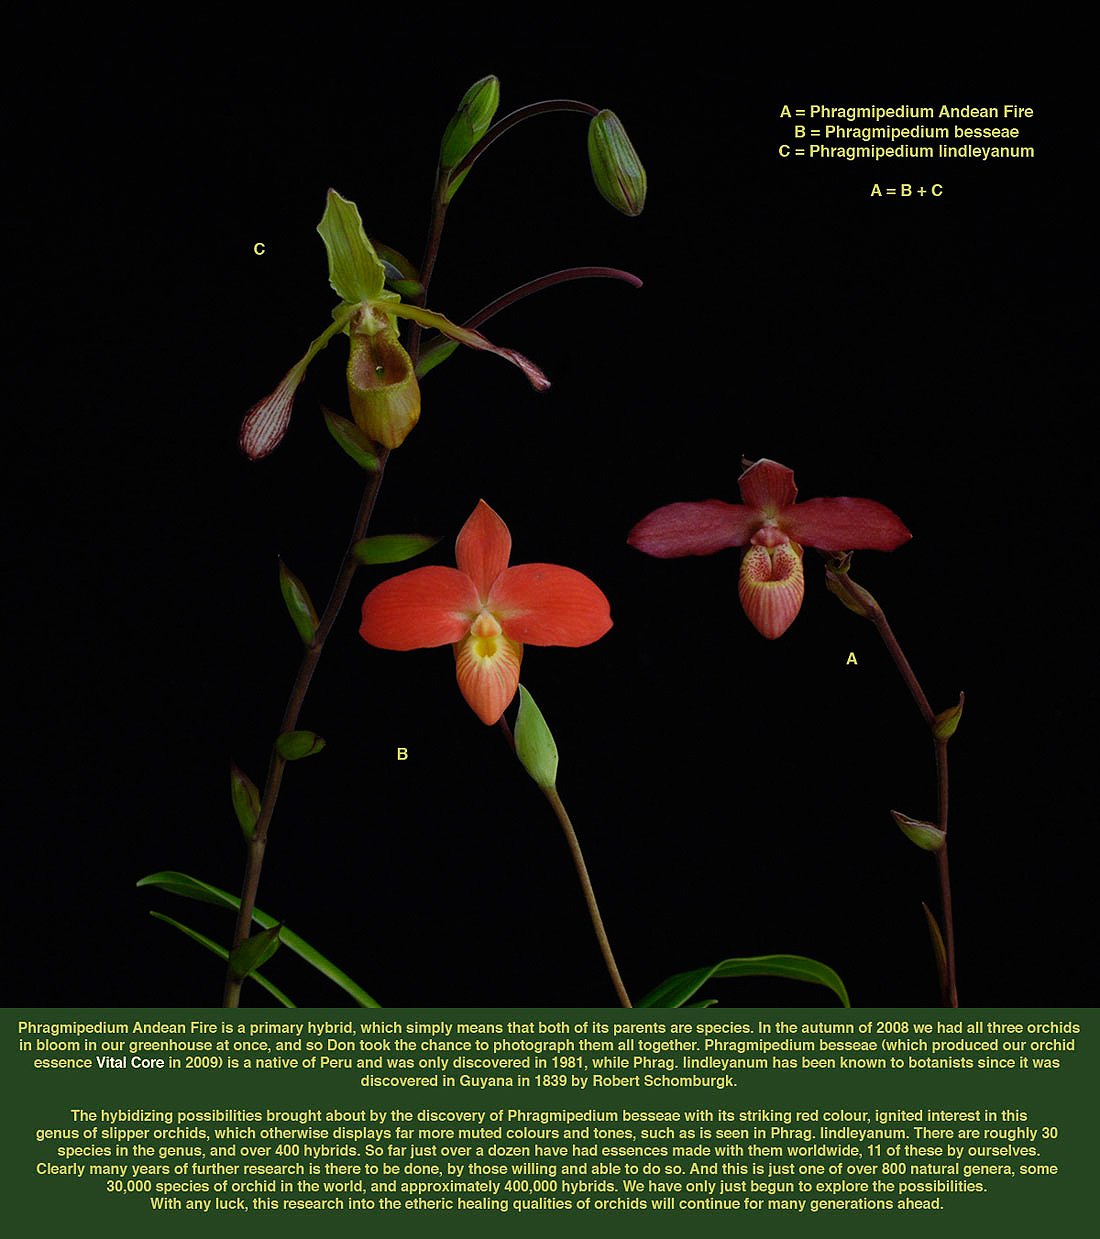 A = Phragmipedium Andean Fire
B = Phragmipedium besseae
C = Phragmipedium lindleyanum
A = B + C
C
A
B
Phragmipedium Andean Fire is a primary hybrid, which simply means that both of its parents are species. In the autumn of 2008 we had all three orchids
in bloom in our greenhouse at once, and so Don took the chance to photograph them all together. Phragmipedium besseae (which produced our orchid
essence Vital Core in 2009) is a native of Peru and was only discovered in 1981, while Phrag. lindleyanum has been known to botanists since it was
discovered in Guyana in 1839 by Robert Schomburgk.
The hybidizing possibilities brought about by the discovery of Phragmipedium besseae with its striking red colour, ignited interest in this
genus of slipper orchids, which otherwise displays far more muted colours and tones, such as is seen in Phrag. lindleyanum. There are roughly 30
species in the genus, and over 400 hybrids. So far just over a dozen have had essences made with them worldwide, 11 of these by ourselves.
Clearly many years of further research is there to be done, by those willing and able to do so. And this is just one of over 800 natural genera, some
30,000 species of orchid in the world, and approximately 400,000 hybrids. We have only just begun to explore the possibilities.
With any luck, this research into the etheric healing qualities of orchids will continue for many generations ahead.